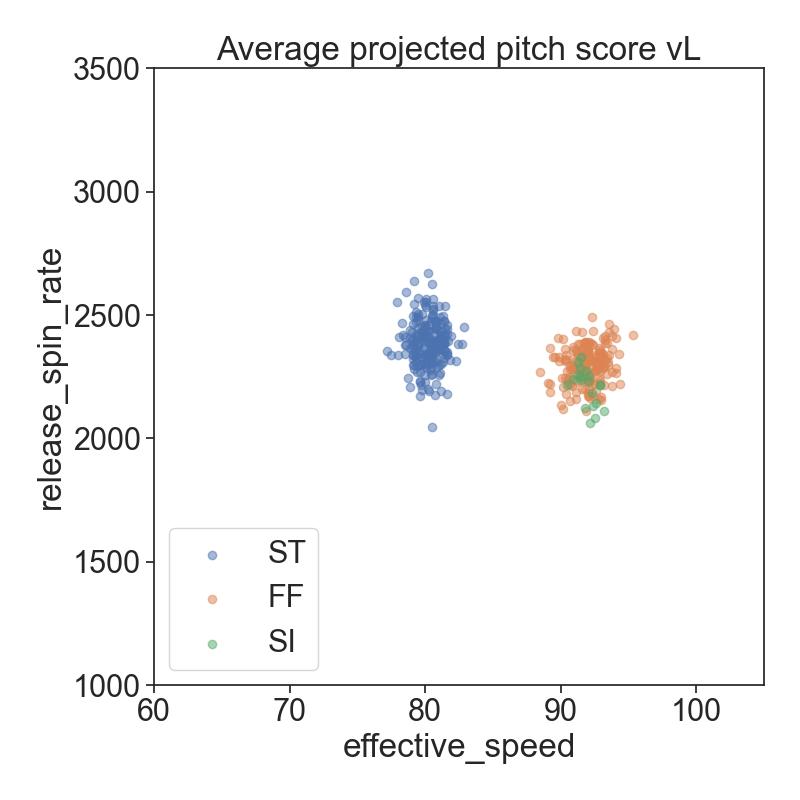 Average projected pitch score vL
3500
3000
2500
2000
1500
1000
release_spin_rate
ST
FF
SI
60 70 80 90 100
effective_speed